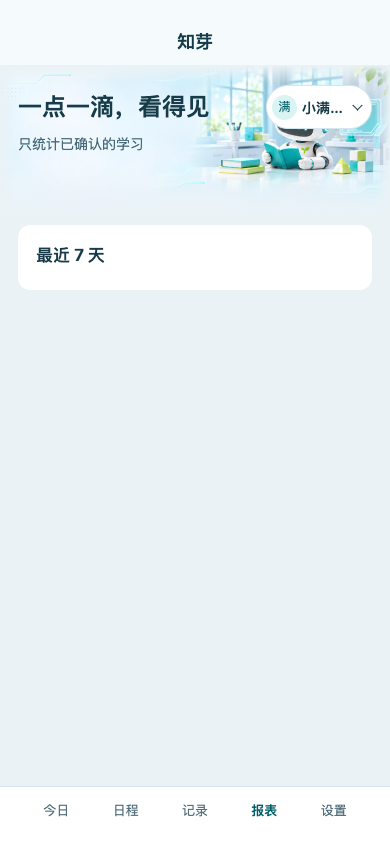 知芽
一点一滴，看得见
满 小满...
只统计已确认的学习
最近 7 天
今日 日程 记录 报表 设置